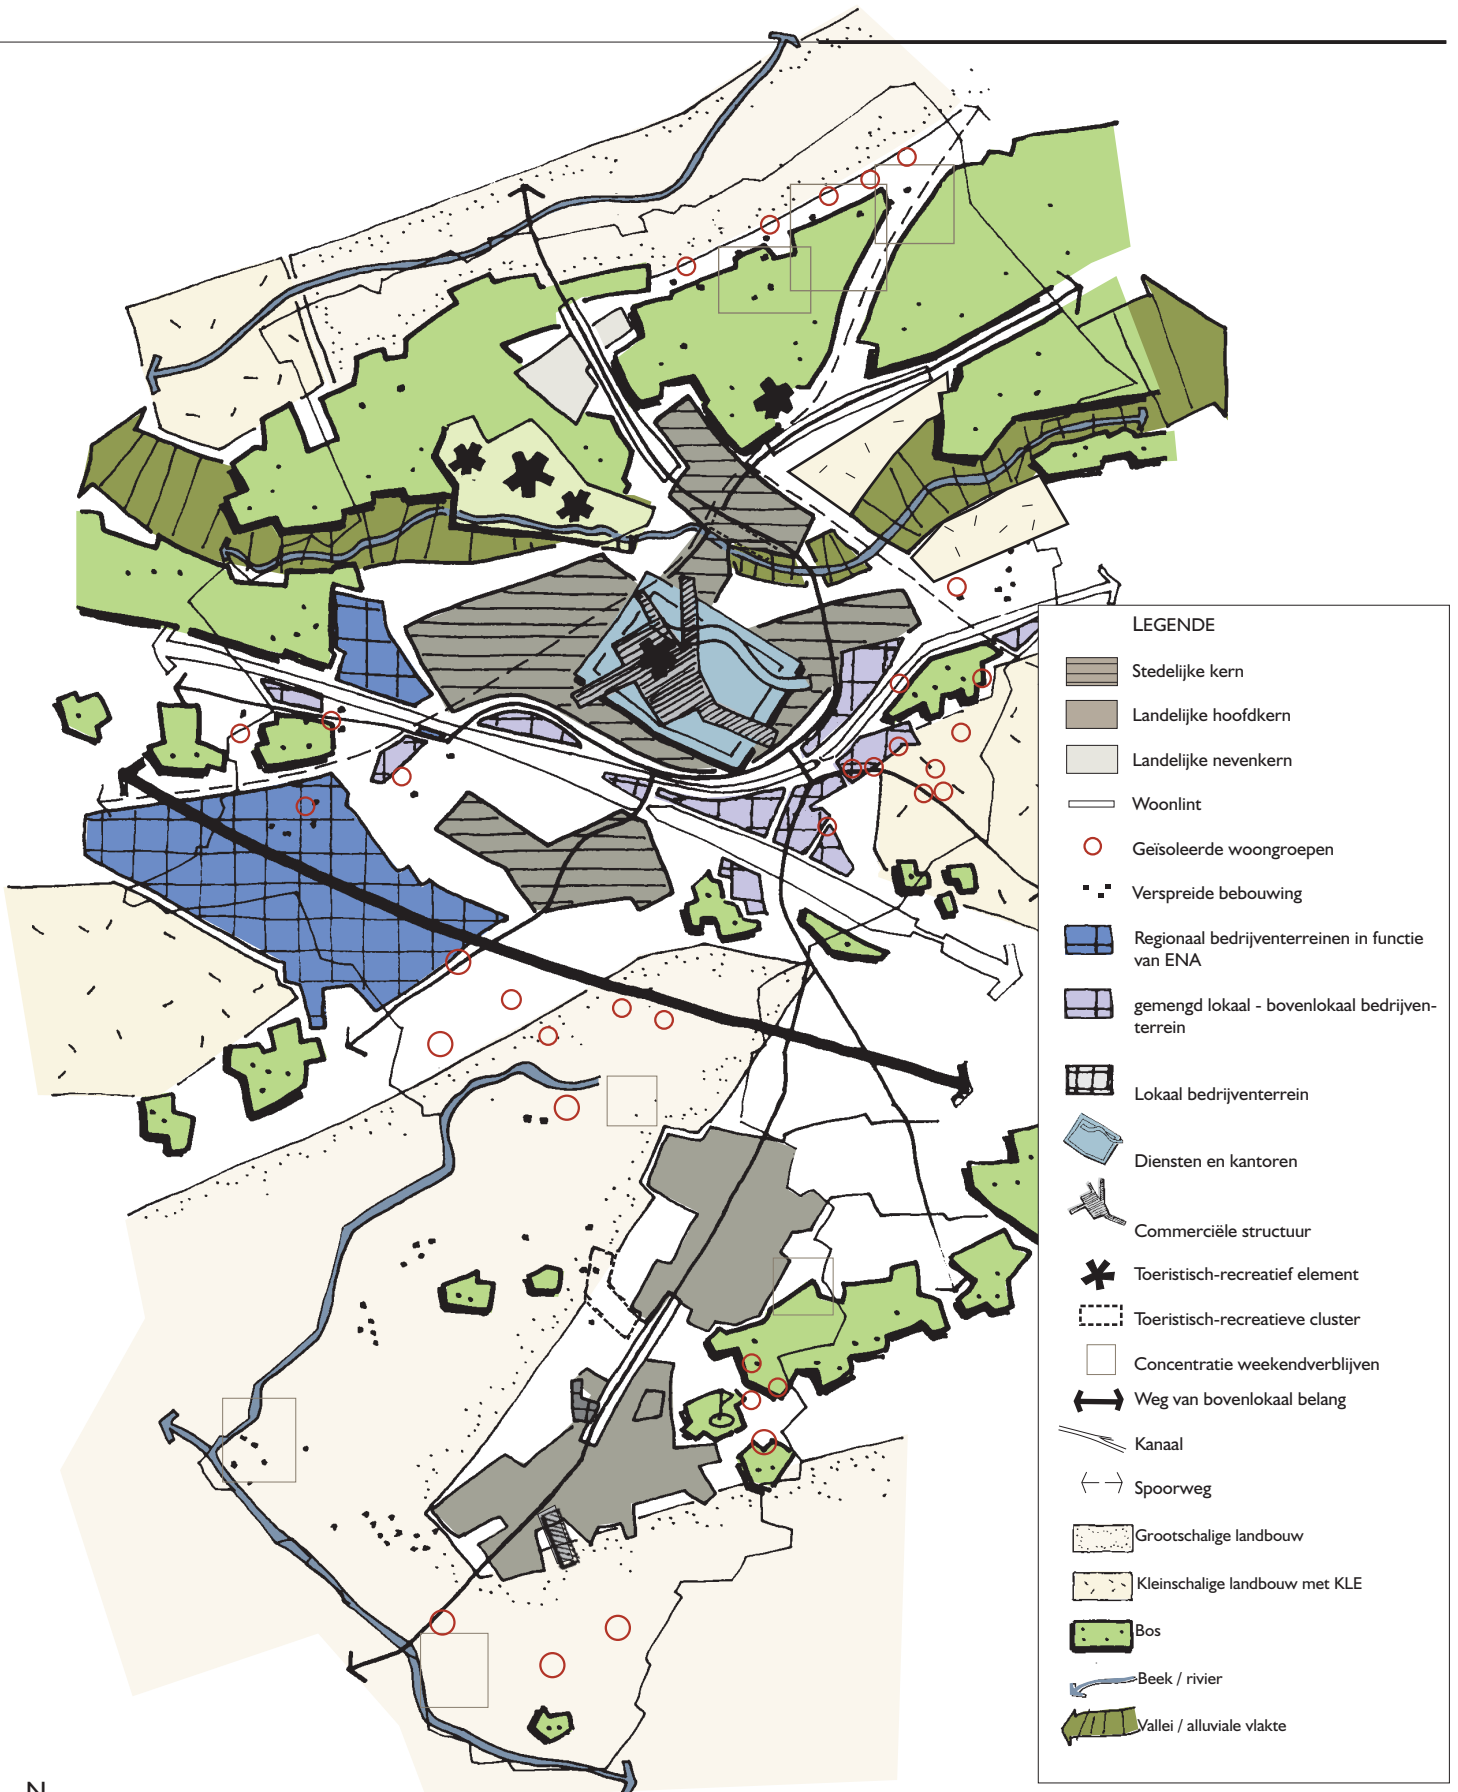 LEGENDE
Stedelijke kern
Landelijke hoofdkern
Landelijke nevenkern
Woonlint
Geïsoleerde woongroepen
Verspreide bebouwing
Regionaal bedrijventerreinen in functie
van ENA
gemengd lokaal - bovenlokaal bedrijven-
terrein
Lokaal bedrijventerrein
Diensten en kantoren
Commerciële structuur
Toeristisch-recreatief element
Toeristisch-recreatieve cluster
Concentratie weekendverblijven
Weg van bovenlokaal belang
Kanaal
Spoorweg
Grootschalige landbouw
Kleinschalige landbouw met KLE
Bos
Beek / rivier
Vallei / alluviale vlakte
N